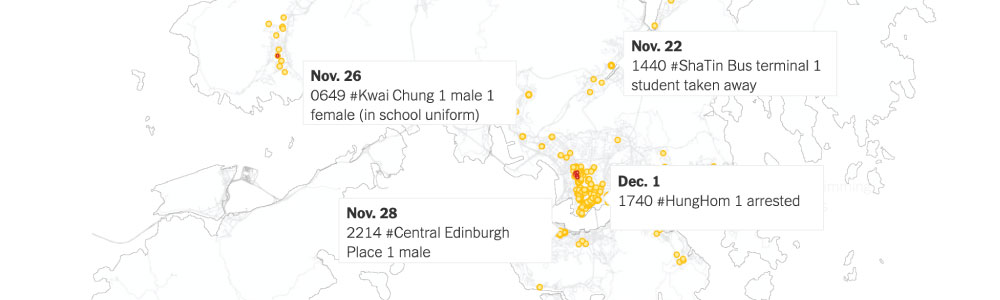 Nov. 22
1440 #ShaTin Bus terminal 1
student taken away
Nov. 26
0649 #Kwai Chung 1 male 1
female (in school uniform)
Dec. 1
1740 #HungHom 1 arrested
Nov. 28
2214 #Central Edinburgh
Place 1 male